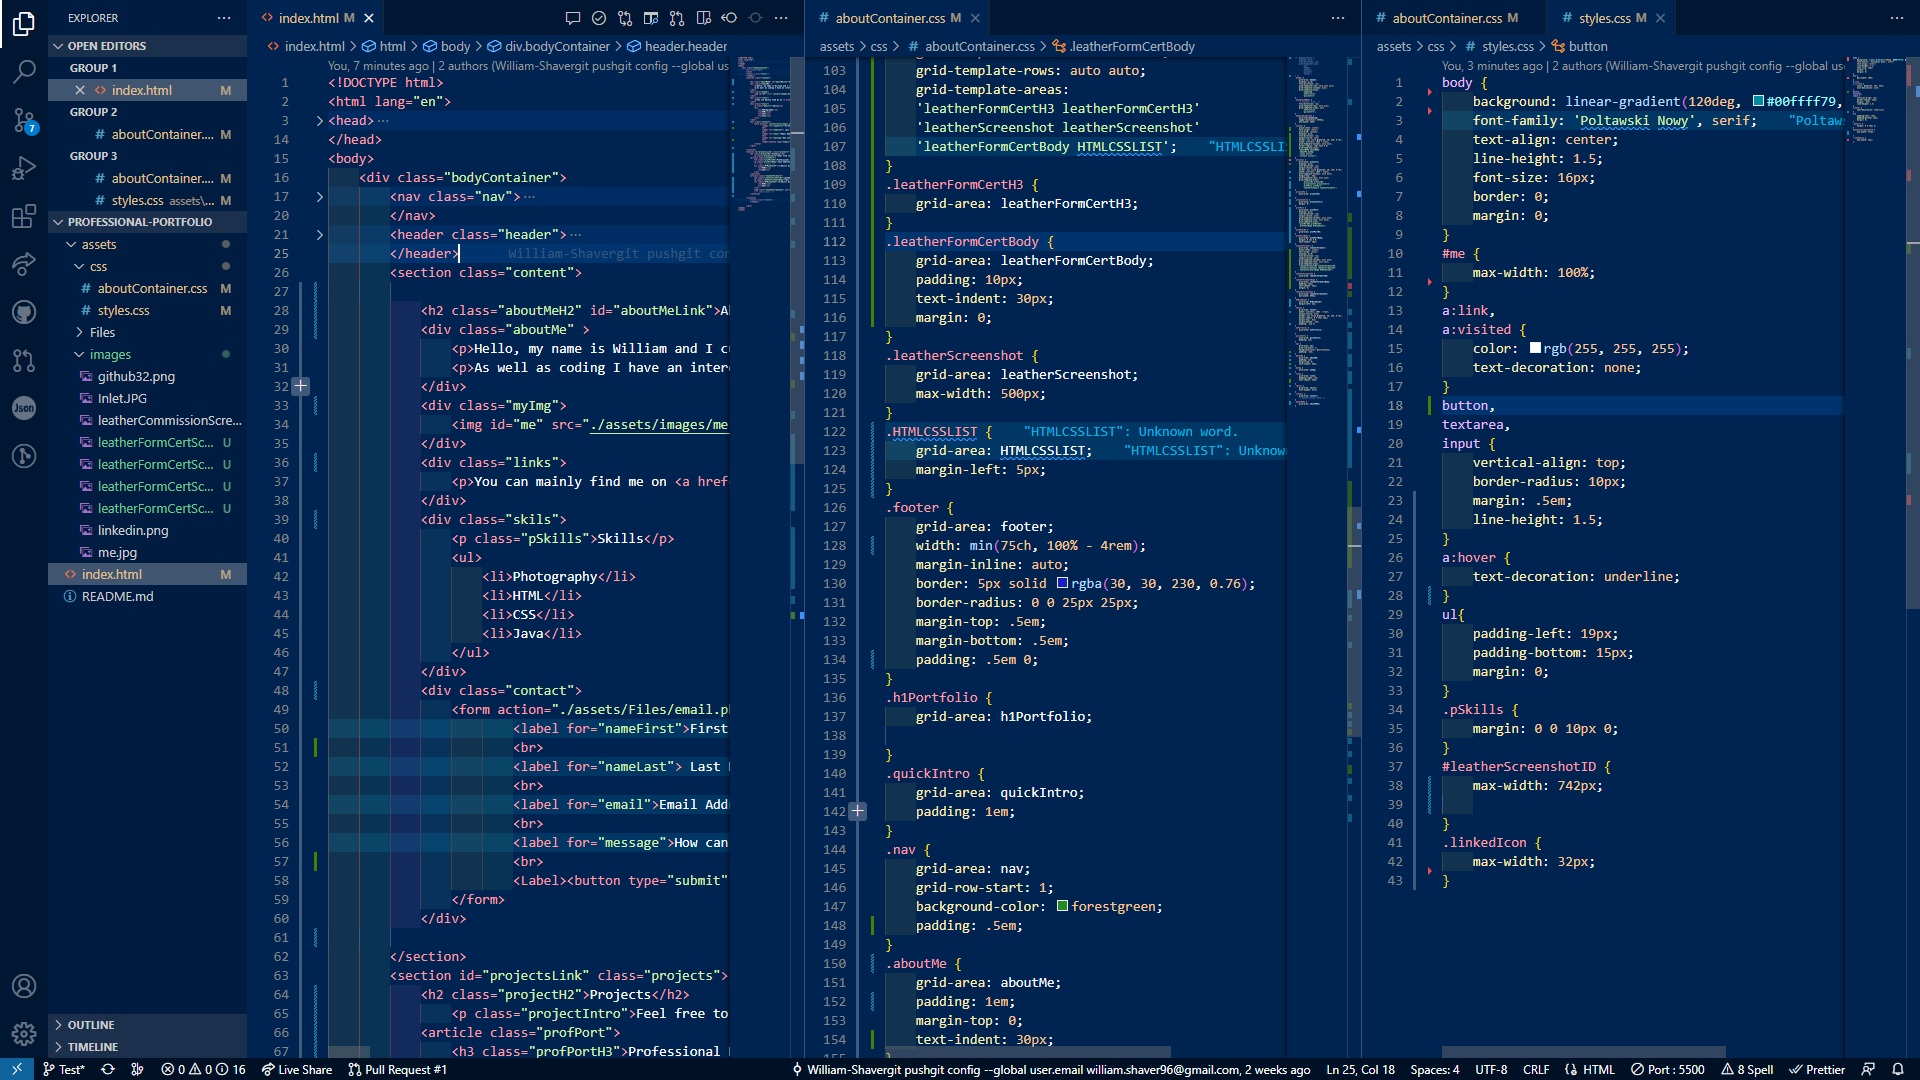 EXPLORER
OPEN EDITORS
GROUP 1
index.html M
GROUP 2
aboutContainer.... M
GROUP 3
aboutContainer.... M
styles.css assets\... M
PROFESSIONAL-PORTFOLIO
assets
css
aboutContainer.css M
styles.css M
Files
images
github32.png
InletJPG
leatherCommissionScre...
leatherFormCertSc... U
leatherFormCertSc... U
leatherFormCertSc... U
leatherFormCertSc... U
linkedin.png
me.jpg
index.html M
README.md
OUTLINE
TIMELINE
7
Json
index.html M
index.html > html > body > div.bodyContainer > header.header
You, 7 minutes ago | 2 authors (William-Shavergit pushgit config --global us
1 <!DOCTYPE html>
2 <html lang="en">
3 <head>...
14 </head>
15 <body>
16 <div class="bodyContainer">
17 <nav class="nav">...
20 </nav>
21 <header class="header">...
25 </header> William-Shavergit pushgit con
26 <section class="content">
27
28 <h2 class="aboutMeH2" id="aboutMeLink">A
29 <div class="aboutMe" >
30 <p>Hello, my name is William and I c
31 <p>As well as coding I have an inter
32 </div>
33 <div class="myImg">
34 <img id="me" src="./assets/images/me
35 </div>
36 <div class="links">
37 <p>You can mainly find me on <a href
38 </div>
39 <div class="skils">
40 <p class="pSkills">Skills</p>
41 <ul>
42 <li>Photography</li>
43 <li>HTML</li>
44 <li>CSS</li>
45 <li>Java</li>
46 </ul>
47 </div>
48 <div class="contact">
49 <form action="./assets/Files/email.p
50 <label for="nameFirst">First
51 <br>
52 <label for="nameLast"> Last
53 <br>
54 <label for="email">Email Add
55 <br>
56 <label for="message">How can
57 <br>
58 <Label><button type="submit"
59 </form>
60 </div>
61
62 </section>
63 <section id="projectsLink" class="projects">
64 <h2 class="projectH2">Projects</h2>
65 <p class="projectIntro">Feel free to
66 <article class="profPort">
67 <h3 class="profPortH3">Professional
aboutContainer.css M
assets > css > aboutContainer.css > .leatherFormCertBody
103 grid-template-rows: auto auto;
104 grid-template-areas:
105 'leatherFormCertH3 leatherFormCertH3'
106 'leatherScreenshot leatherScreenshot'
107 'leatherFormCertBody HTMLCSSLIST'; "HTMLCSSLI
108 }
109 .leatherFormCertH3 {
110 grid-area: leatherFormCertH3;
111 }
112 .leatherFormCertBody {
113 grid-area: leatherFormCertBody;
114 padding: 10px;
115 text-indent: 30px;
116 margin: 0;
117 }
118 .leatherScreenshot {
119 grid-area: leatherScreenshot;
120 max-width: 500px;
121 }
122 .HTMLCSSLIST { "HTMLCSSLIST": Unknown word.
123 grid-area: HTMLCSSLIST; "HTMLCSSLIST": Unknow
124 margin-left: 5px;
125 }
126 .footer {
127 grid-area: footer;
128 width: min(75ch, 100% - 4rem);
129 margin-inline: auto;
130 border: 5px solid rgba(30, 30, 230, 0.76);
131 border-radius: 0 0 25px 25px;
132 margin-top: .5em;
133 margin-bottom: .5em;
134 padding: .5em 0;
135 }
136 .h1Portfolio {
137 grid-area: h1Portfolio;
138
139 }
140 .quickIntro {
141 grid-area: quickIntro;
142 padding: 1em;
143 }
144 .nav {
145 grid-area: nav;
146 grid-row-start: 1;
147 background-color: forestgreen;
148 padding: .5em;
149 }
150 .aboutMe {
151 grid-area: aboutMe;
152 padding: 1em;
153 margin-top: 0;
154 text-indent: 30px;
aboutContainer.css M
styles.css M
assets > css > styles.css > button
You, 3 minutes ago | 2 authors (William-Shavergit pushgit config --global us
1 body {
2 background: linear-gradient(120deg, #00ffff79,
3 font-family: 'Poltawski Nowy', serif; "Poltaw
4 text-align: center;
5 line-height: 1.5;
6 font-size: 16px;
7 border: 0;
8 margin: 0;
9 }
10 #me {
11 max-width: 100%;
12 }
13 a:link,
14 a:visited {
15 color: rgb(255, 255, 255);
16 text-decoration: none;
17 }
18 button,
19 textarea,
20 input {
21 vertical-align: top;
22 border-radius: 10px;
23 margin: .5em;
24 line-height: 1.5;
25 }
26 a:hover {
27 text-decoration: underline;
28 }
29 ul{
30 padding-left: 19px;
31 padding-bottom: 15px;
32 margin: 0;
33 }
34 .pSkills {
35 margin: 0 0 10px 0;
36 }
37 #leatherScreenshotID {
38 max-width: 742px;
39
40 }
41 .linkedIcon {
42 max-width: 32px;
43 }
Test* 0 0 16 Live Share Pull Request #1 William-Shavergit pushgit config --global user.email william.shaver96@gmail.com, 2 weeks ago Ln 25, Col 18 Spaces: 4 UTF-8 CRLF HTML Port : 5500 8 Spell Prettier